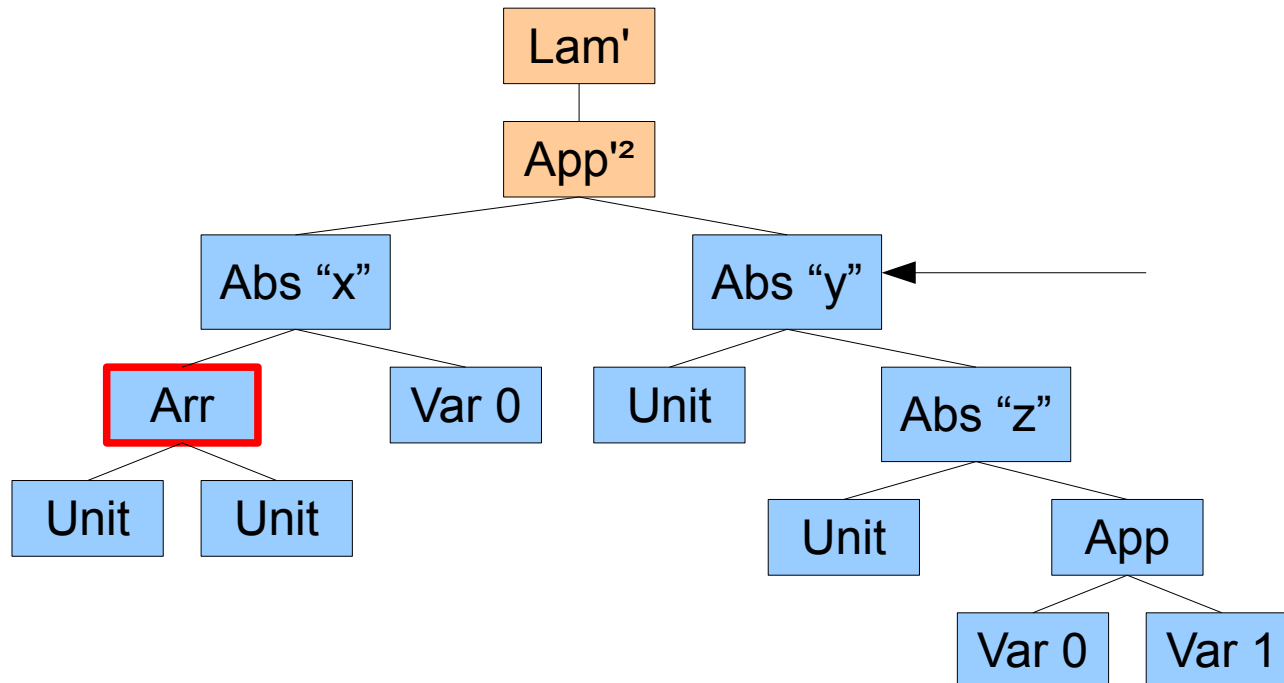 Lam'
App'²
Abs “x”
Abs “y”
Arr
Var 0
Unit
Abs “z”
Unit
Unit
Unit
App
Var 0
Var 1